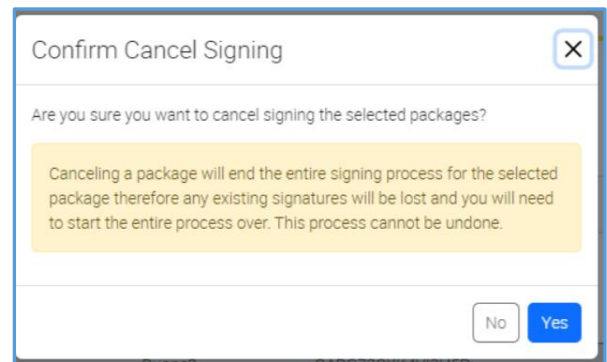 Confirm Cancel Signing
Are you sure you want to cancel signing the selected packages?
Canceling a package will end the entire signing process for the selected
package therefore any existing signatures will be lost and you will need
to start the entire process over. This process cannot be undone.
No Yes